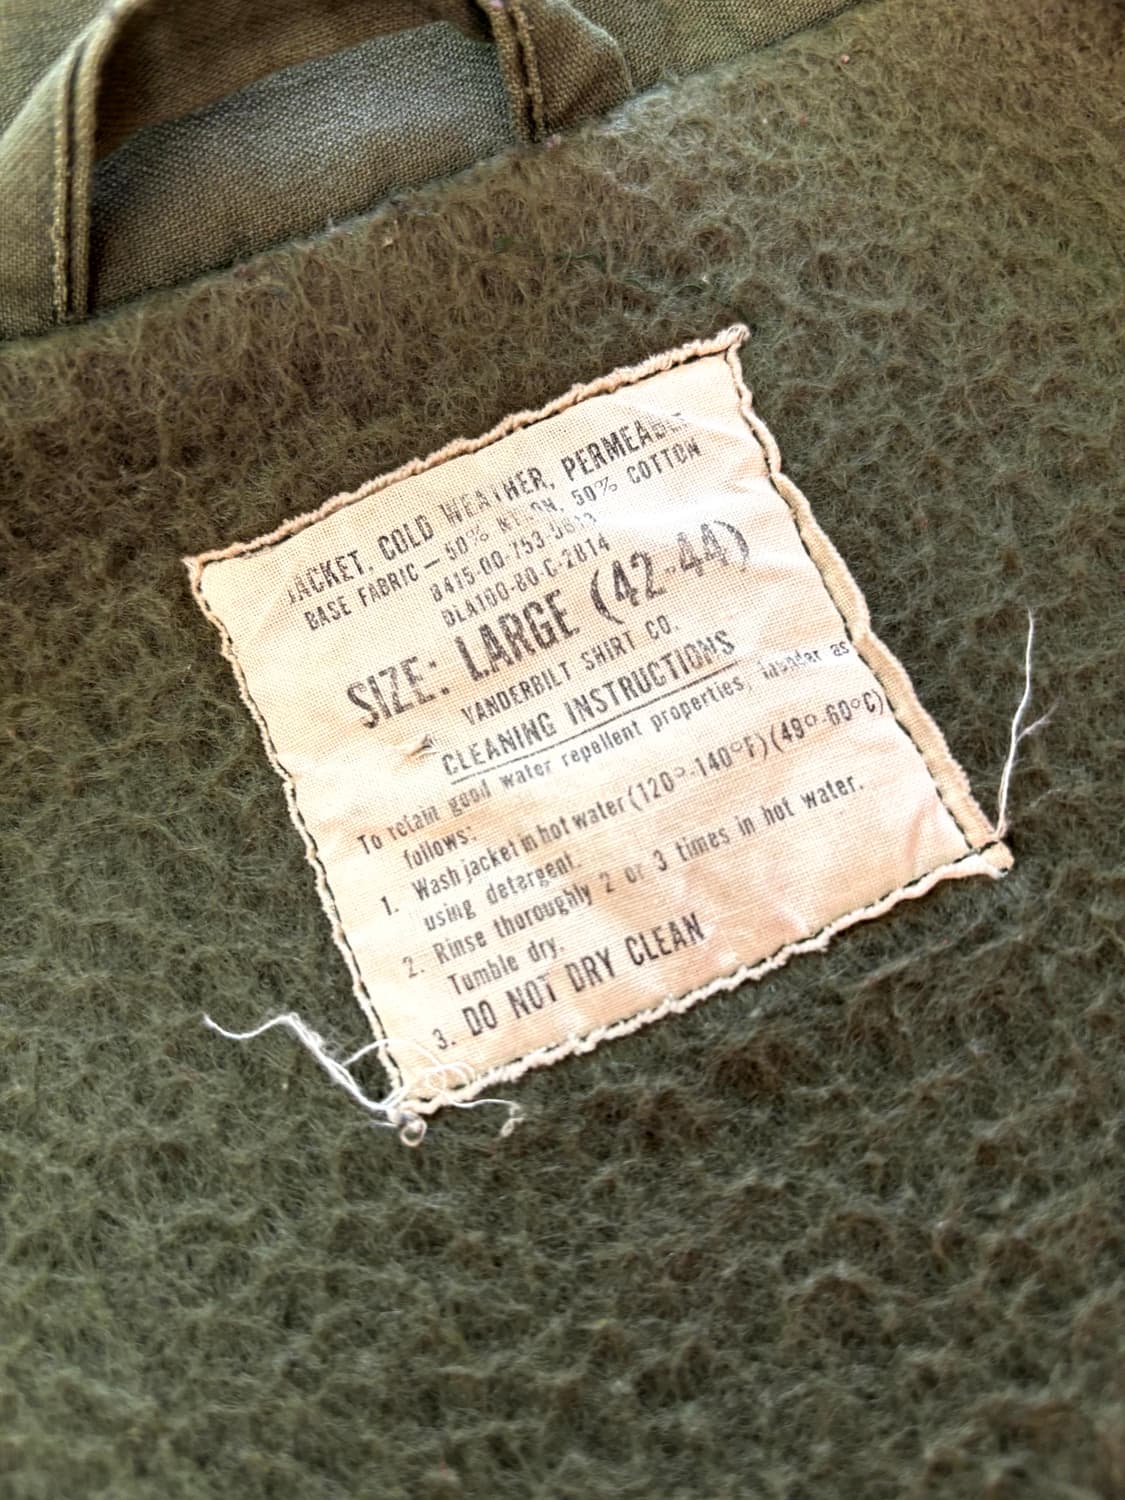 JACKET, COLD WEATHER, PERMEABLE
BASE FABRIC — 50% NYLON, 50% COTTON
8415-00-753-5613
DLA100-80-C-2814
SIZE: LARGE (42-44)
VANDERBILT SHIRT CO.
CLEANING INSTRUCTIONS
To retain good water repellent properties, launder as
follows:
1. Wash jacket in hot water (120°-140°F) (49°-60°C)
using detergent.
2. Rinse thoroughly 2 or 3 times in hot water.
Tumble dry.
3. DO NOT DRY CLEAN